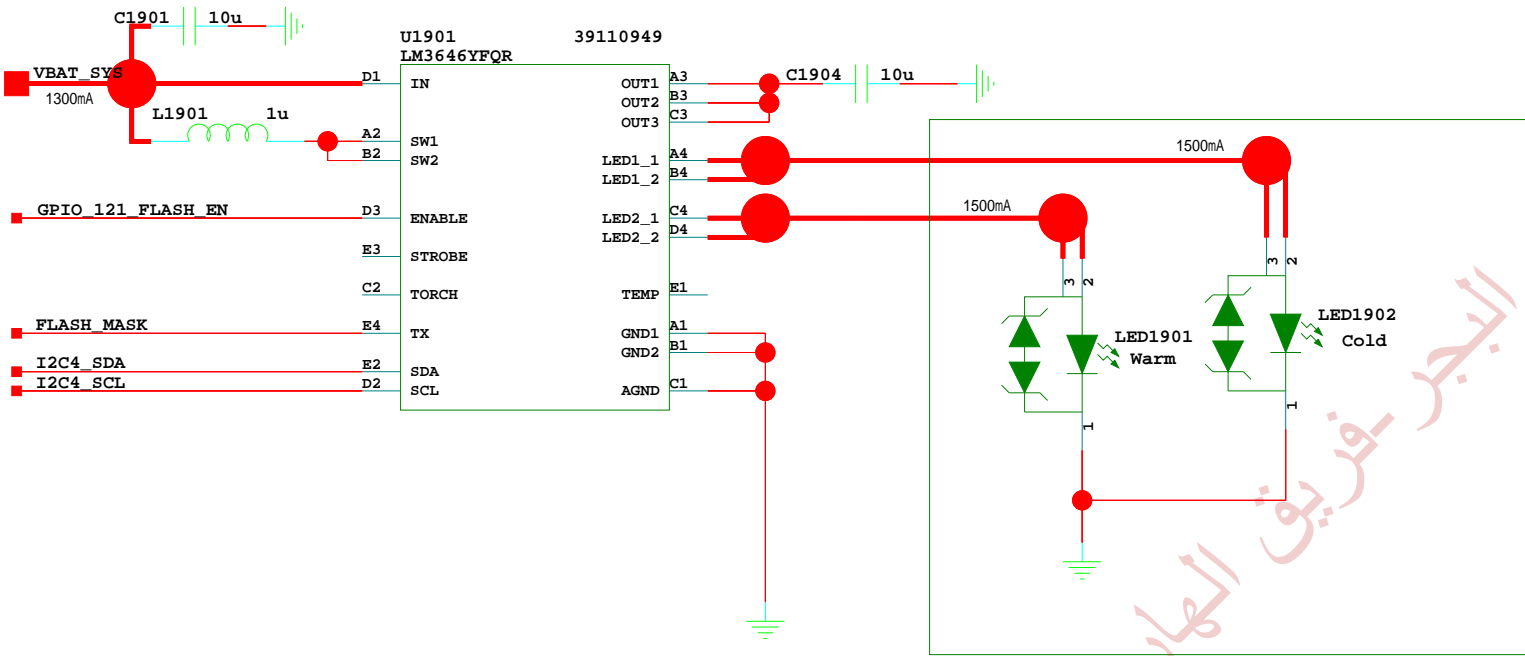 C1901 10u
VBAT_SYS
1300mA
L1901 1u
GPIO_121_FLASH_EN
FLASH_MASK
I2C4_SDA
I2C4_SCL
U1901 39110949
LM3646YFQR
D1 IN
A2 SW1
B2 SW2
D3 ENABLE
E3 STROBE
C2 TORCH
E4 TX
E2 SDA
D2 SCL
OUT1 A3
OUT2 B3
OUT3 C3
LED1_1 A4
LED1_2 B4
LED2_1 C4
LED2_2 D4
TEMP E1
GND1 A1
GND2 B1
AGND C1
C1904 10u
1500mA
1500mA
3 2
LED1901
Warm
1
3 2
LED1902
Cold
1
البحر -فريق